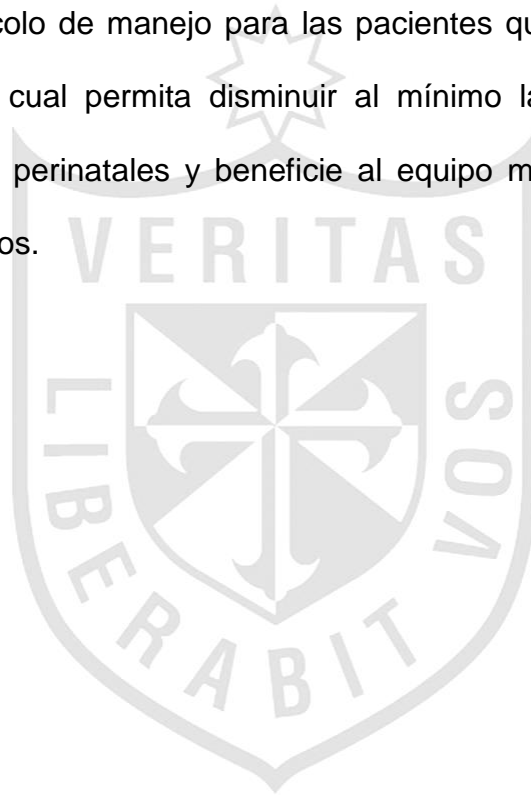 colo de manejo para las pacientes qu
cual permita disminuir al mínimo la
perinatales y beneficie al equipo m
os.
VERITAS
LIBERABIT
VOS